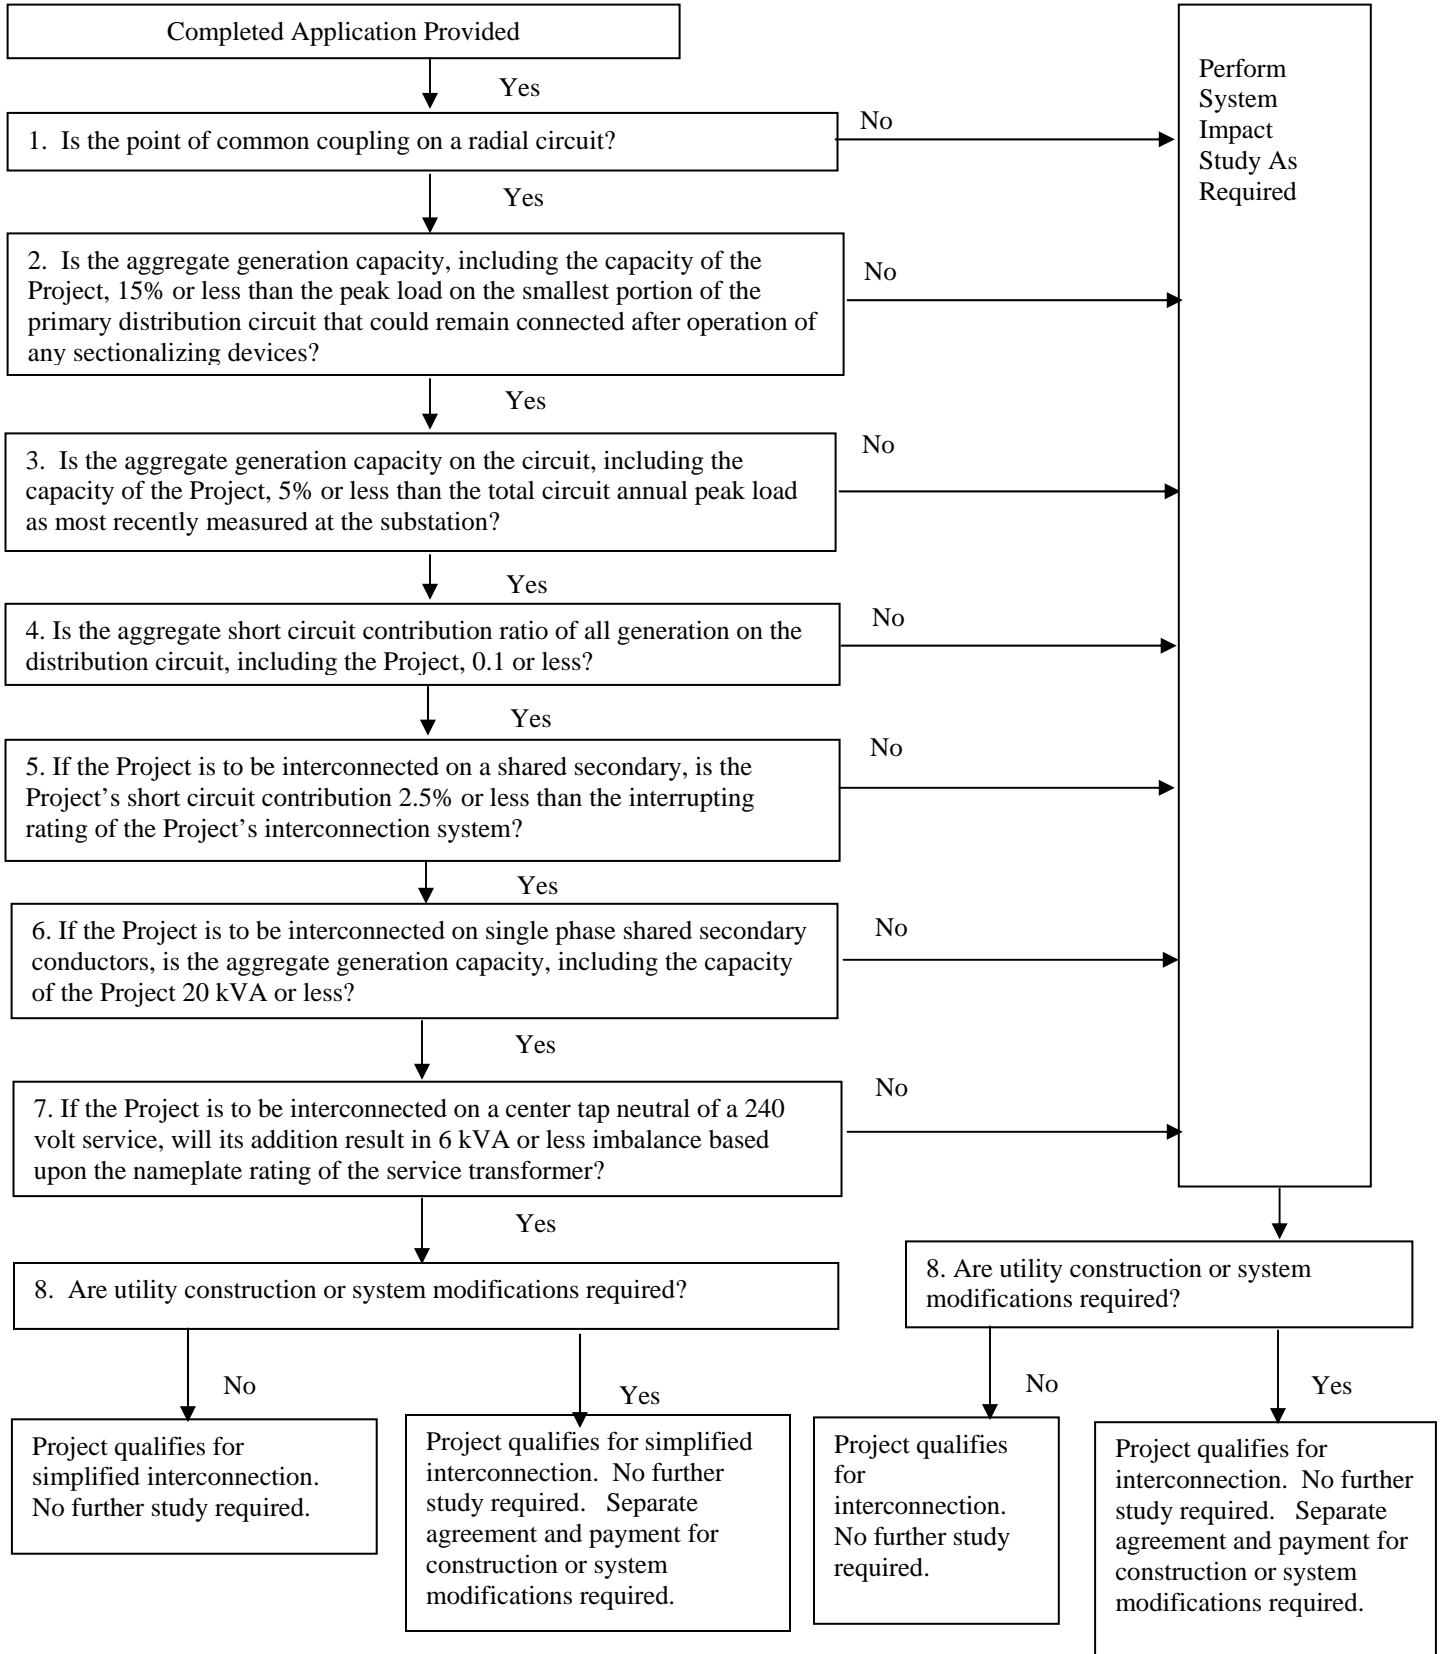 Completed Application Provided
Yes
1. Is the point of common coupling on a radial circuit?
No
Perform
System
Impact
Study As
Required
Yes
2. Is the aggregate generation capacity, including the capacity of the
Project, 15% or less than the peak load on the smallest portion of the
primary distribution circuit that could remain connected after operation of
any sectionalizing devices?
No
Yes
3. Is the aggregate generation capacity on the circuit, including the
capacity of the Project, 5% or less than the total circuit annual peak load
as most recently measured at the substation?
No
Yes
4. Is the aggregate short circuit contribution ratio of all generation on the
distribution circuit, including the Project, 0.1 or less?
No
Yes
5. If the Project is to be interconnected on a shared secondary, is the
Project’s short circuit contribution 2.5% or less than the interrupting
rating of the Project’s interconnection system?
No
Yes
6. If the Project is to be interconnected on single phase shared secondary
conductors, is the aggregate generation capacity, including the capacity
of the Project 20 kVA or less?
No
Yes
7. If the Project is to be interconnected on a center tap neutral of a 240
volt service, will its addition result in 6 kVA or less imbalance based
upon the nameplate rating of the service transformer?
No
Yes
8. Are utility construction or system modifications required?
8. Are utility construction or system
modifications required?
No
Yes
No
Yes
Project qualifies for
simplified interconnection.
No further study required.
Project qualifies for simplified
interconnection. No further
study required. Separate
agreement and payment for
construction or system
modifications required.
Project qualifies
for
interconnection.
No further study
required.
Project qualifies for
interconnection. No further
study required. Separate
agreement and payment for
construction or system
modifications required.